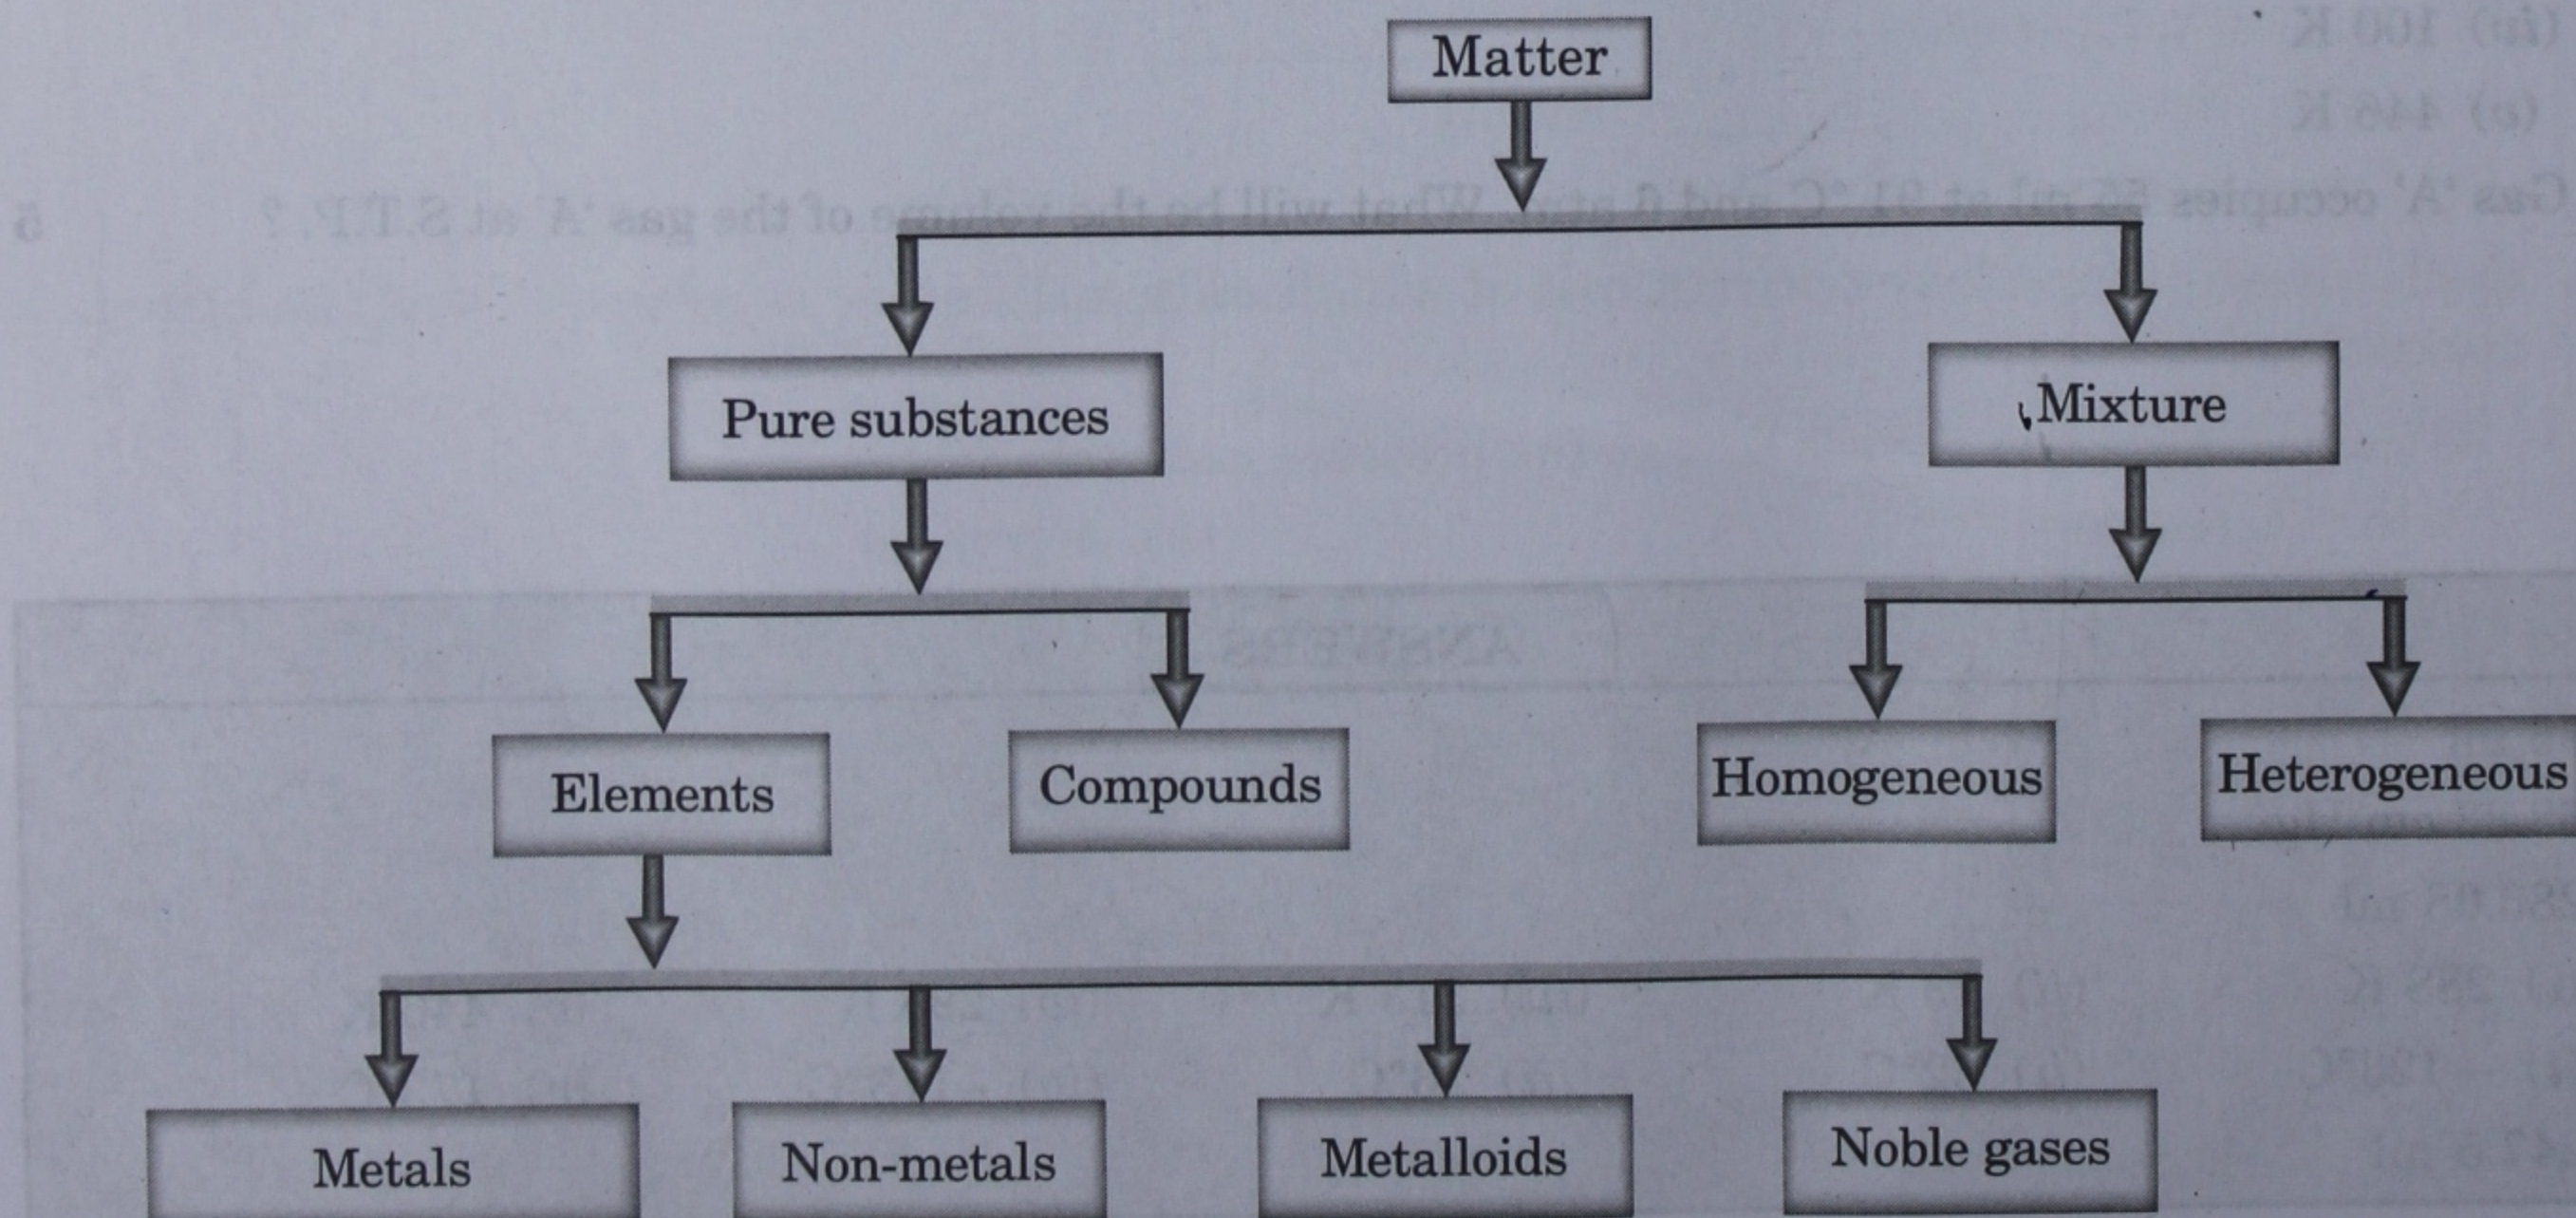 Matter
Pure substances
Mixture
Elements
Compounds
Homogeneous
Heterogeneous
Metals
Non-metals
Metalloids
Noble gases